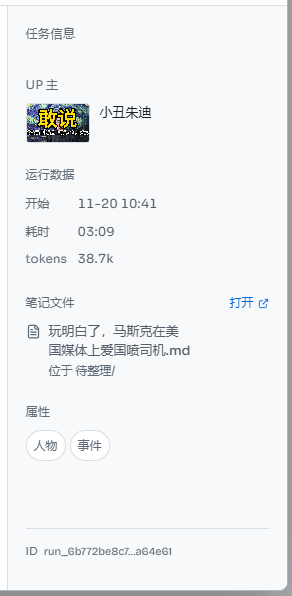 任务信息
UP 主
敢说
小丑朱迪
运行数据
开始 11-20 10:41
耗时 03:09
tokens 38.7k
笔记文件 打开
玩明白了，马斯克在美
国媒体上爱国喷司机.md
位于 待整理/
属性
人物 事件
ID run_6b772be8c7...a64e61